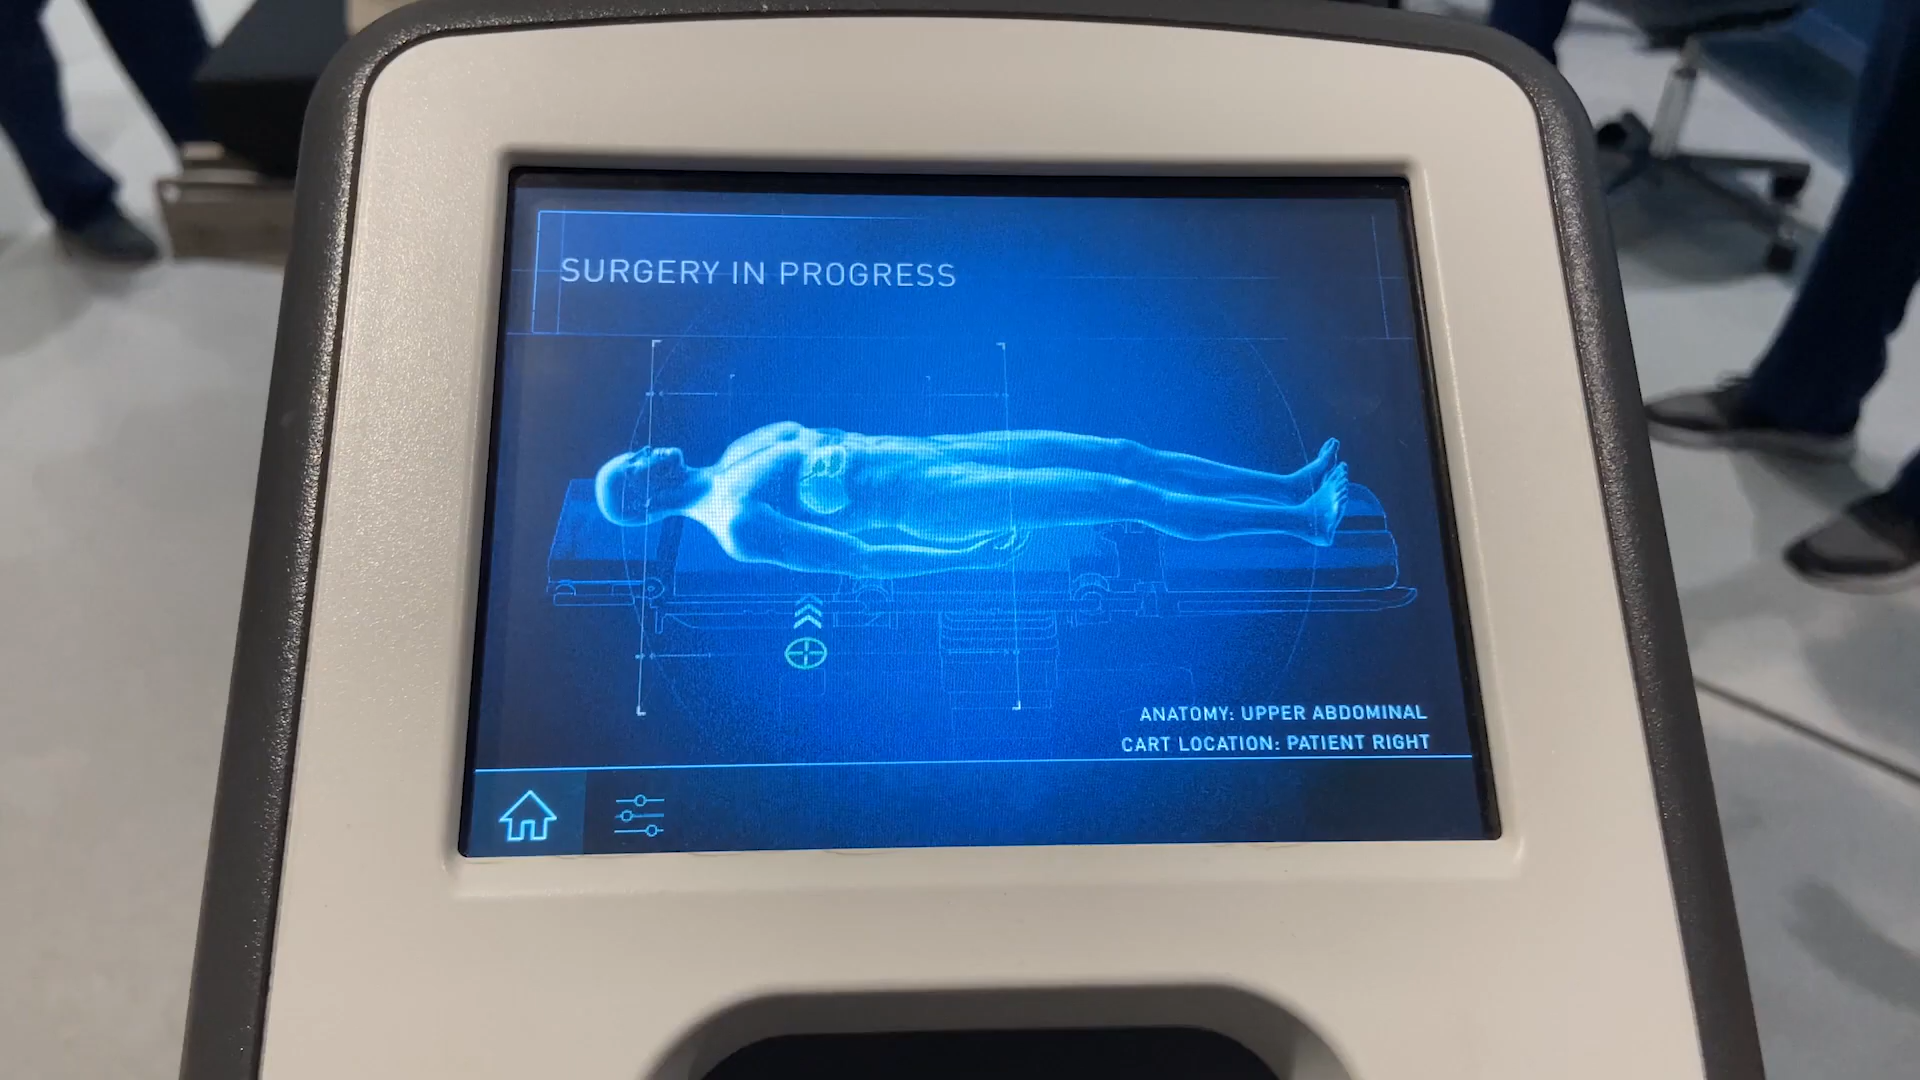 SURGERY IN PROGRESS
ANATOMY: UPPER ABDOMINAL
CART LOCATION: PATIENT RIGHT